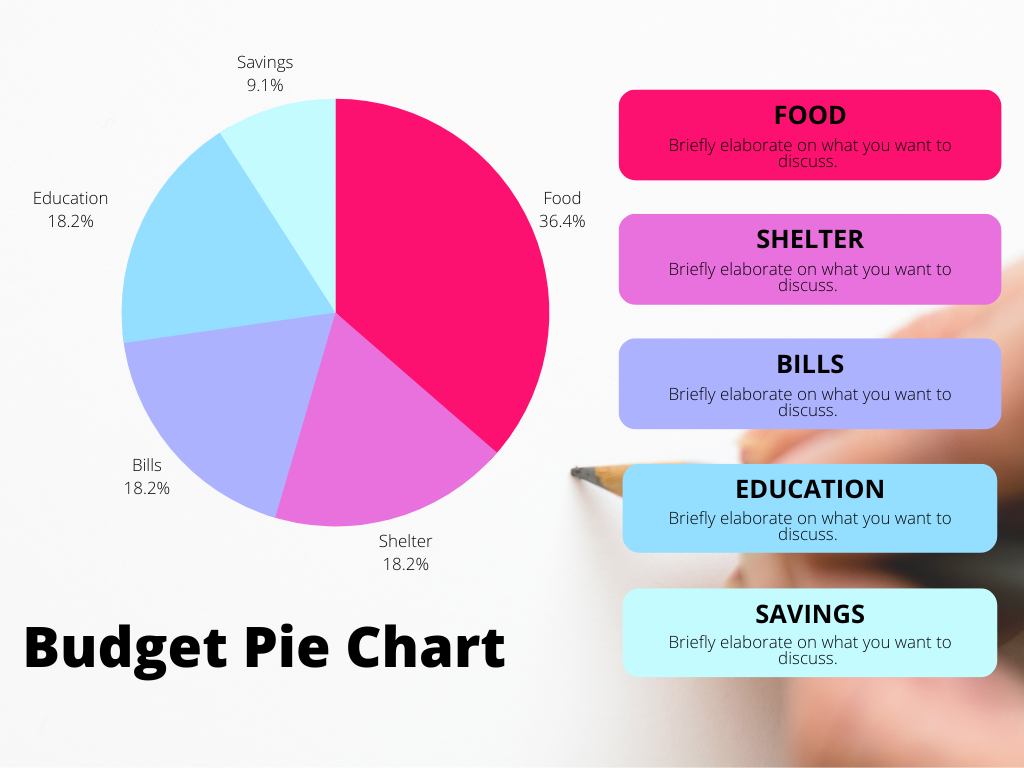 Savings
9.1%
Education
18.2%
Food
36.4%
Bills
18.2%
Shelter
18.2%
Budget Pie Chart
FOOD
Briefly elaborate on what you want to
discuss.
SHELTER
Briefly elaborate on what you want to
discuss.
BILLS
Briefly elaborate on what you want to
discuss.
EDUCATION
Briefly elaborate on what you want to
discuss.
SAVINGS
Briefly elaborate on what you want to
discuss.